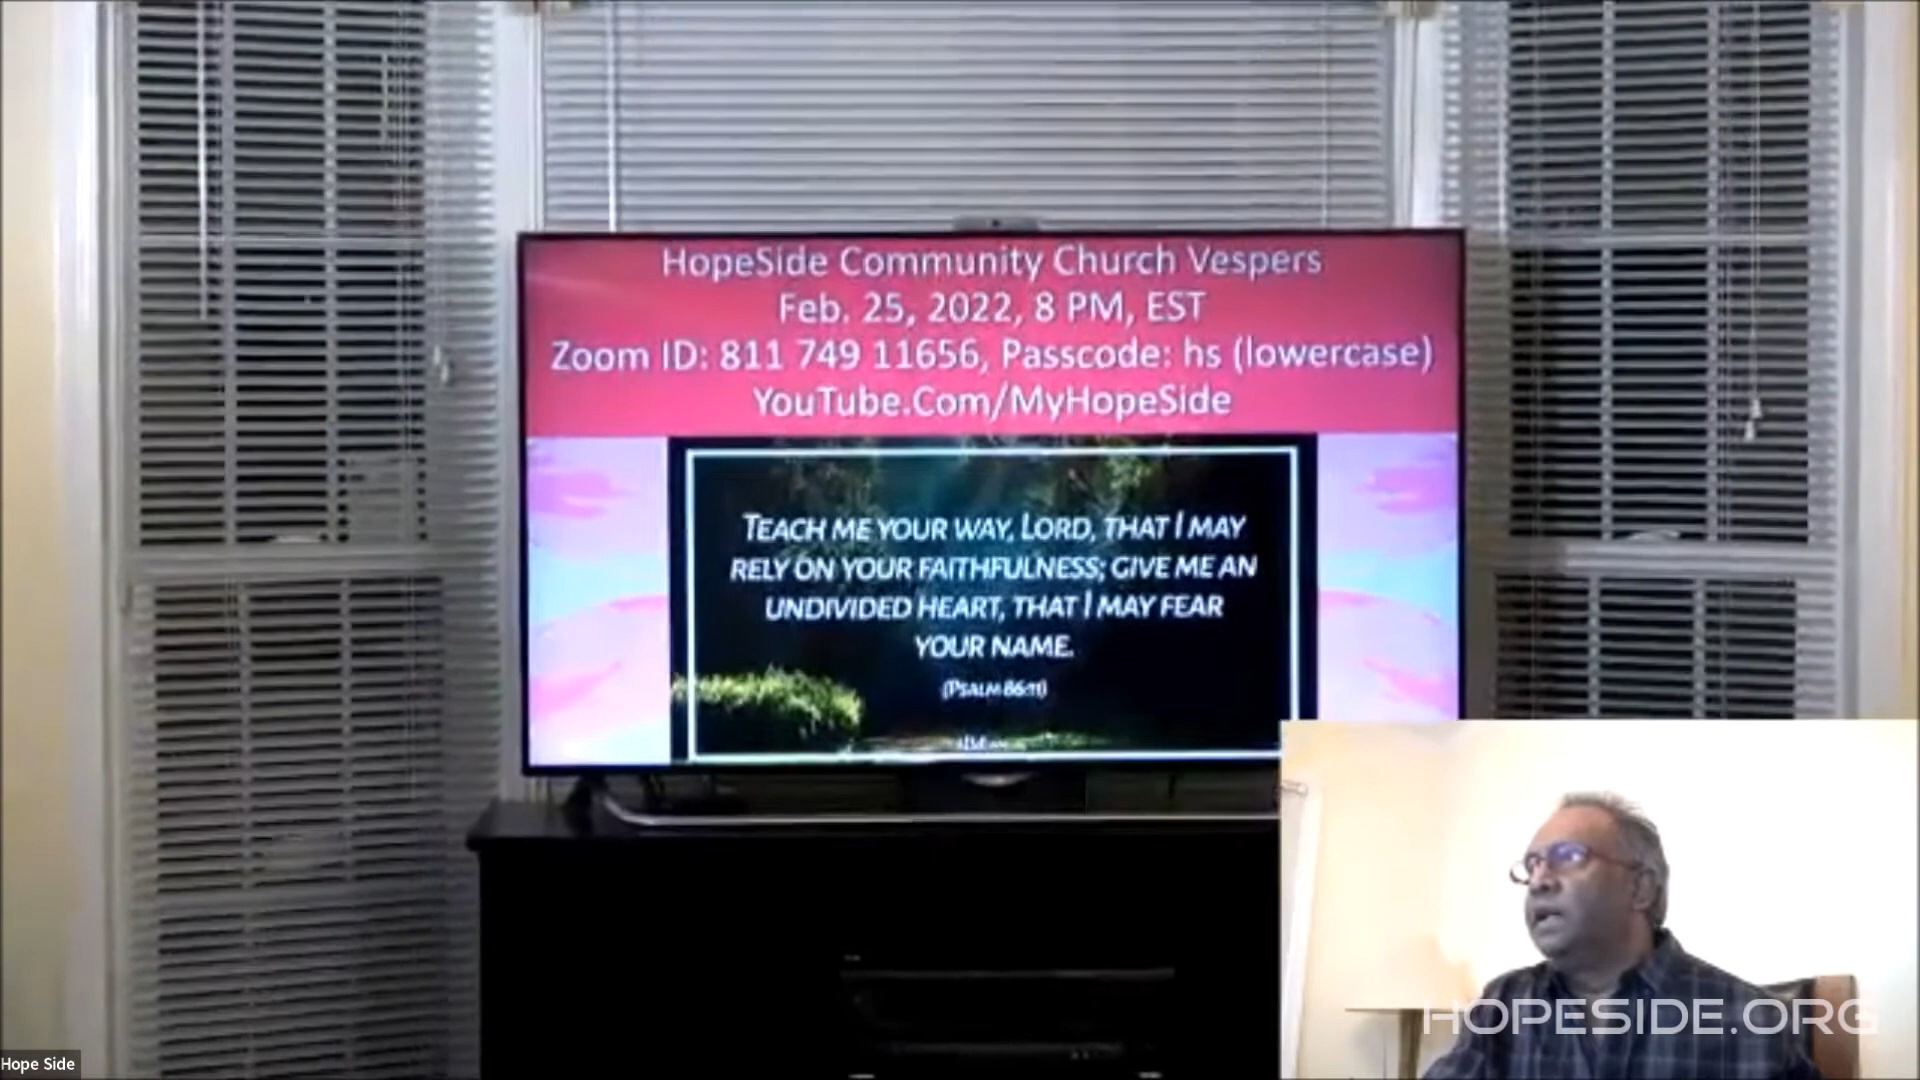 HopeSide Community Church Vespers
Feb. 25, 2022, 8 PM, EST
Zoom ID: 811 749 11656, Passcode: hs (lowercase)
YouTube.Com/MyHopeSide
TEACH ME YOUR WAY, LORD, THAT I MAY
RELY ON YOUR FAITHFULNESS; GIVE ME AN
UNDIVIDED HEART, THAT I MAY FEAR
YOUR NAME.
(PSALM 86:11)
HOPESIDE.ORG
Hope Side